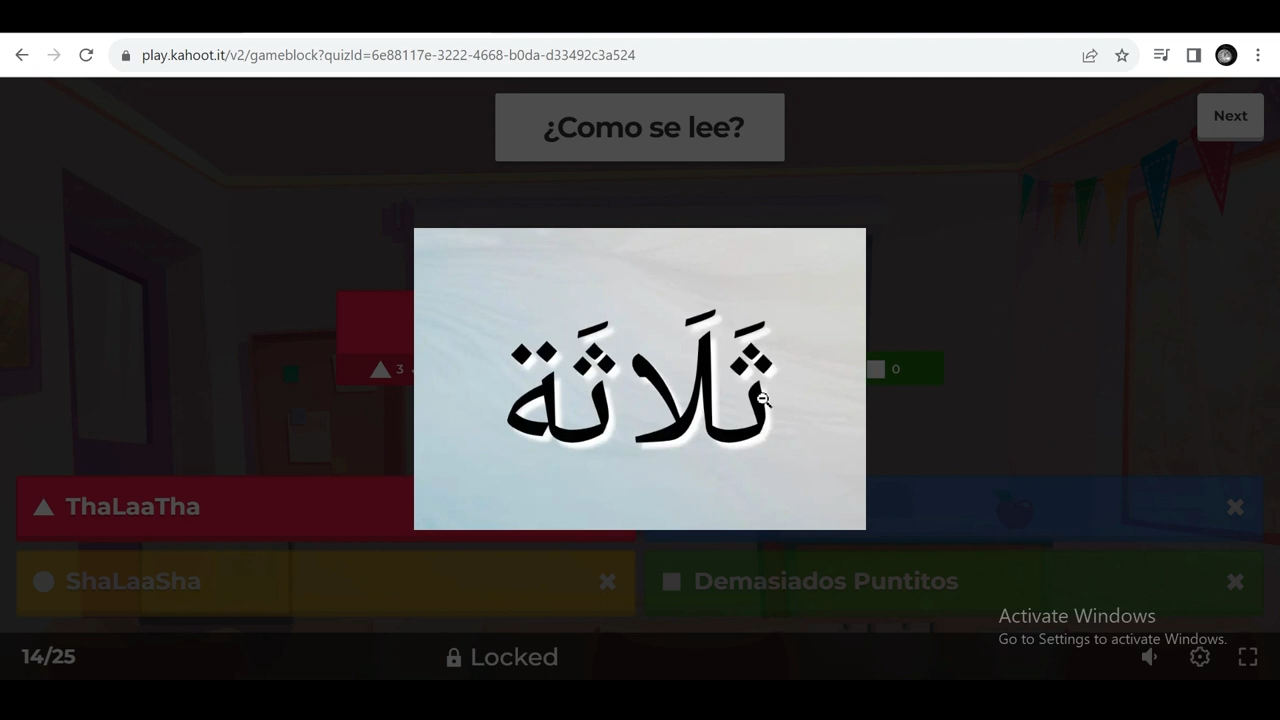 play.kahoot.it/v2/gameblock?quizId=6e88117e-3222-4668-b0da-d33492c3a524
¿Como se lee?
Next
ثَلَاثَة
3
0
ThaLaaTha
ShaLaaSha
Demasiados Puntitos
Activate Windows
Go to Settings to activate Windows.
14/25
Locked